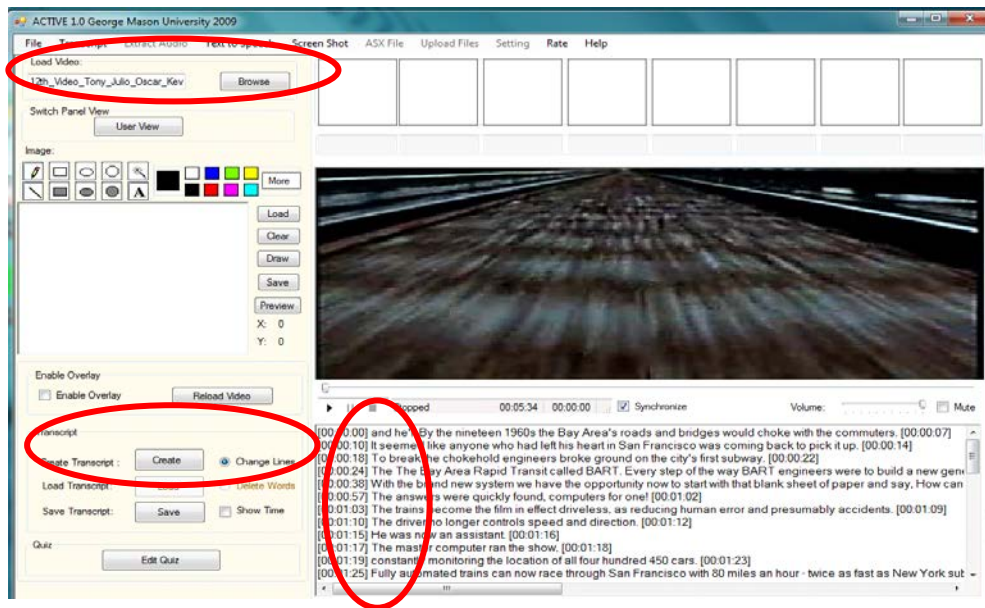 ACTIVE 1.0 George Mason University 2009
File Transcript Extract Audio Text to Speech Screen Shot ASX File Upload Files Setting Rate Help
Load Video:
12th_Video_Tony_Julio_Oscar_Kev Browse
Switch Panel View
User View
Image:
A More
Load
Clear
Draw
Save
Preview
X: 0
Y: 0
Enable Overlay
Enable Overlay Reload Video
Stopped 00:05:34 00:00:00 Synchronize Volume: Mute
Transcript
Create Transcript : Create Change Lines
Load Transcript: Load Delete Words
Save Transcript: Save Show Time
Quiz
Edit Quiz
[00:00:00] and he'l By the nineteen 1960s the Bay Area's roads and bridges would choke with the commuters. [00:00:07]
[00:00:10] It seemed like anyone who had left his heart in San Francisco was coming back to pick it up. [00:00:14]
[00:00:18] To break the chokehold engineers broke ground on the city's first subway. [00:00:22]
[00:00:24] The The Bay Area Rapid Transit called BART. Every step of the way BART engineers were to build a new gene
[00:00:38] With the brand new system we have the opportunity now to start with that blank sheet of paper and say, How can
[00:00:57] The answers were quickly found, computers for one! [00:01:02]
[00:01:03] The trains become the film in effect driveless, as reducing human error and presumably accidents. [00:01:09]
[00:01:10] The driver no longer controls speed and direction. [00:01:12]
[00:01:15] He was now an assistant. [00:01:16]
[00:01:17] The master computer ran the show, [00:01:18]
[00:01:19] constantly monitoring the location of all four hundred 450 cars. [00:01:23]
[00:01:25] Fully automated trains can now race through San Francisco with 80 miles an hour - twice as fast as New York sub